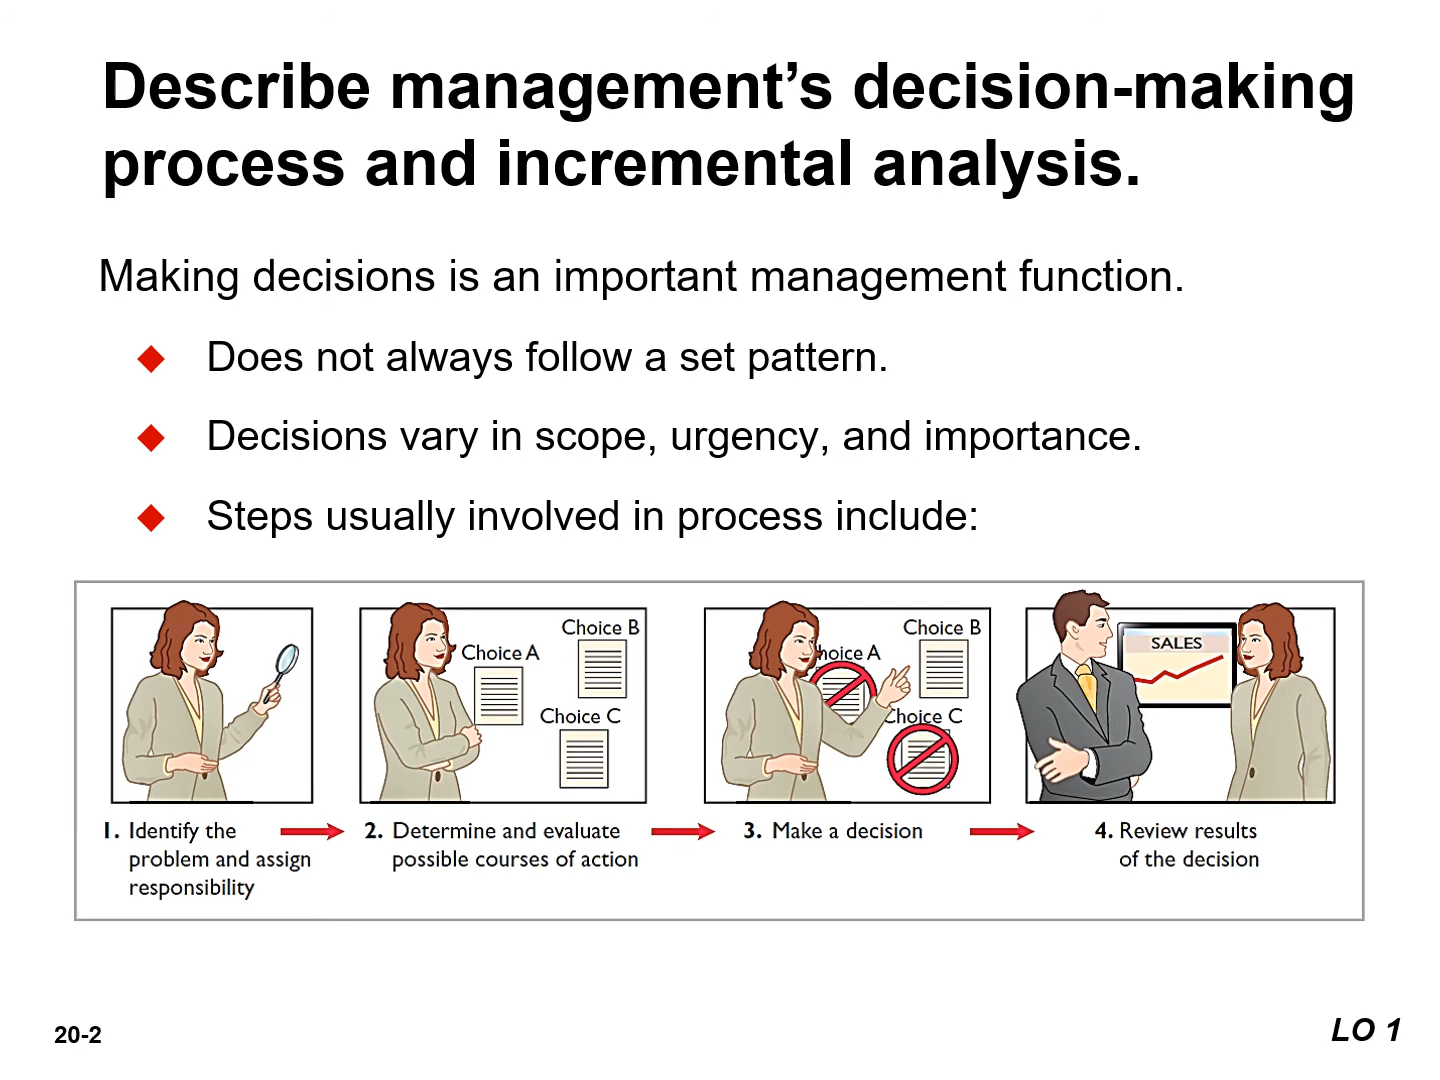 Describe management’s decision-making
process and incremental analysis.
Making decisions is an important management function.
Does not always follow a set pattern.
Decisions vary in scope, urgency, and importance.
Steps usually involved in process include:
Choice B
Choice A
Choice C
Choice B
hoice A
Choice C
SALES
1. Identify the
problem and assign
responsibility
2. Determine and evaluate
possible courses of action
3. Make a decision
4. Review results
of the decision
20-2
LO 1